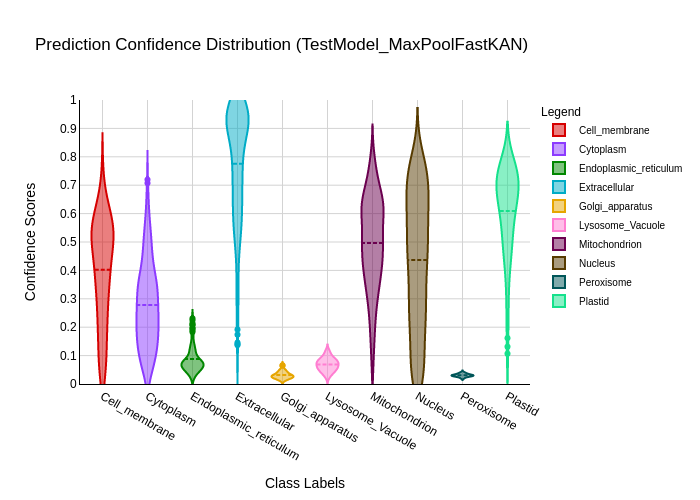 Prediction Confidence Distribution (TestModel_MaxPoolFastKAN)
Confidence Scores
1
0.9
0.8
0.7
0.6
0.5
0.4
0.3
0.2
0.1
0
Cell_membrane
Cytoplasm
Endoplasmic_reticulum
Extracellular
Golgi_apparatus
Lysosome_Vacuole
Mitochondrion
Nucleus
Peroxisome
Plastid
Class Labels
Legend
Cell_membrane
Cytoplasm
Endoplasmic_reticulum
Extracellular
Golgi_apparatus
Lysosome_Vacuole
Mitochondrion
Nucleus
Peroxisome
Plastid